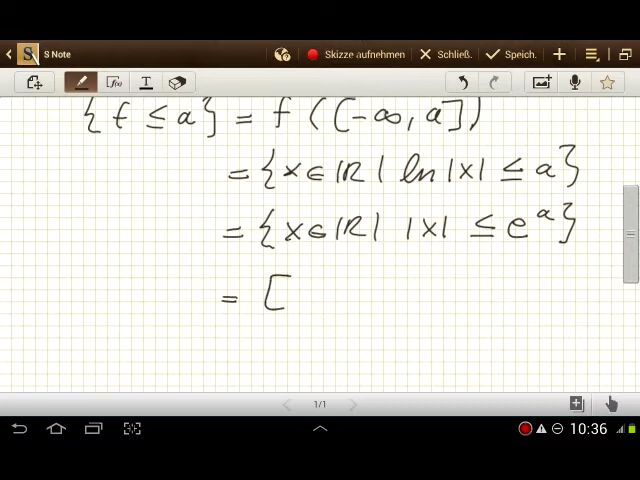 S Note
Skizze aufnehmen
Schließ.
Speich.
{f ≤ a} = f ([-∞, a])
= {x ∈ ℝ | ln |x| ≤ a}
= {x ∈ ℝ | |x| ≤ e^a}
= [
1/1
10:36